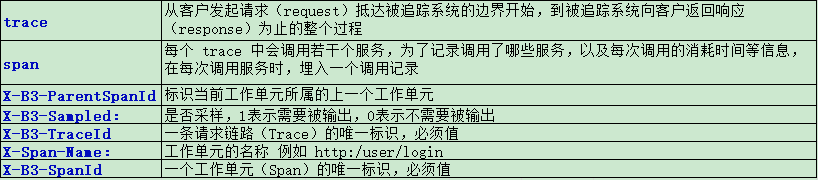 trace
从客户发起请求（request）抵达被追踪系统的边界开始，到被追踪系统向客户返回响应
（response）为止的整个过程
span
每个 trace 中会调用若干个服务，为了记录调用了哪些服务，以及每次调用的消耗时间等信息，
在每次调用服务时，埋入一个调用记录
X-B3-ParentSpanId 标识当前工作单元所属的上一个工作单元
X-B3-Sampled： 是否采样，1表示需要被输出，0表示不需要被输出
X-B3-TraceId 一条请求链路（Trace）的唯一标识，必须值
X-Span-Name： 工作单元的名称 例如 http:/user/login
X-B3-SpanId 一个工作单元（Span）的唯一标识，必须值